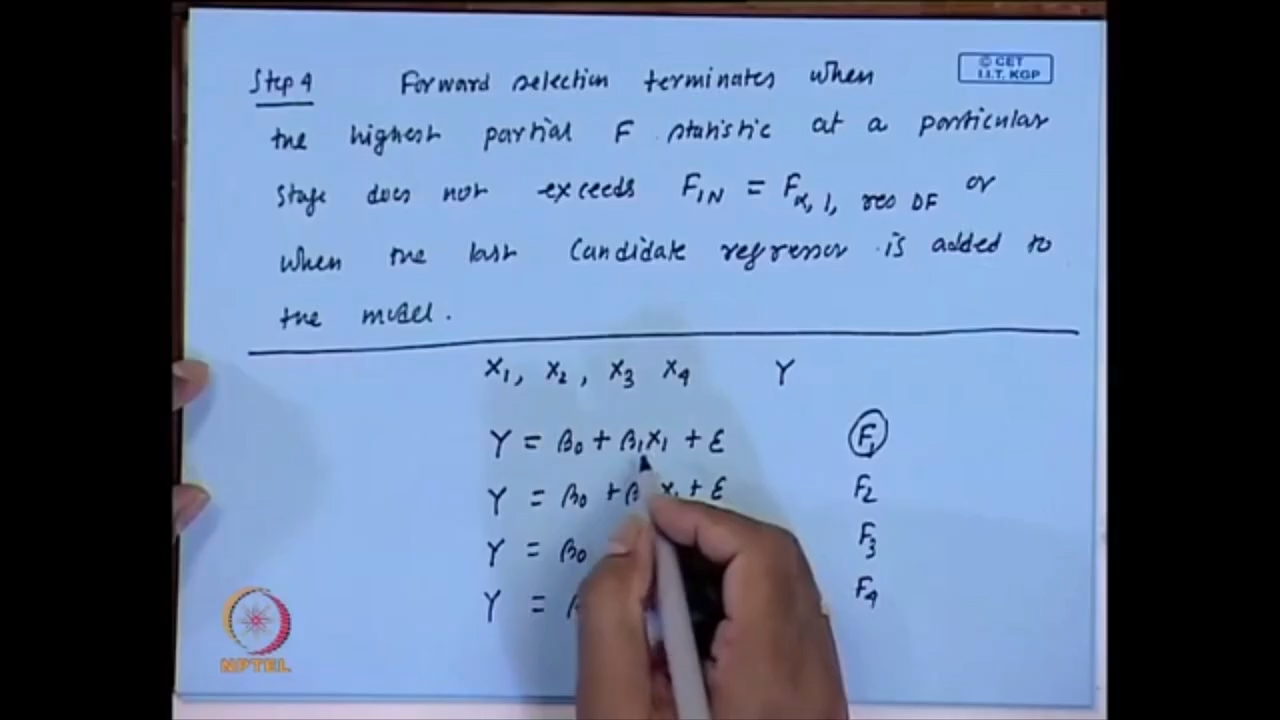 © CET
I.I.T. KGP
Step 4 Forward selection terminates when
the highest partial F statistic at a particular
stage does not exceeds F_IN = F_α, 1, res DF or
when the last candidate regressor is added to
the model.
X₁, X₂, X₃ X₄ Y
Y = β₀ + β₁X₁ + ε F₁
Y = β₀ + β X + ε F₂
Y = β₀ F₃
Y = F₄
NPTEL